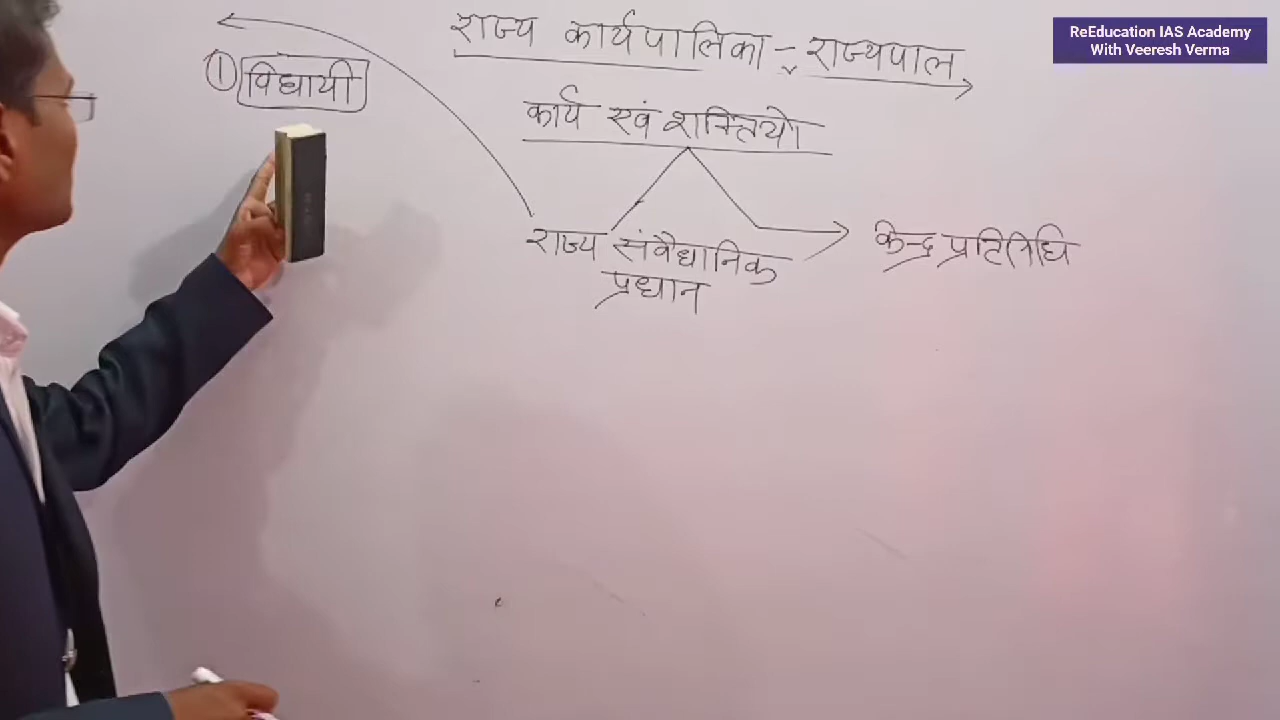 राज्य कार्यपालिका :- राज्यपाल
ReEducation IAS Academy
With Veeresh Verma
① विधायी
कार्य एवं शक्तियाँ
राज्य संवैधानिक
प्रधान
केन्द्र प्रतिनिधि